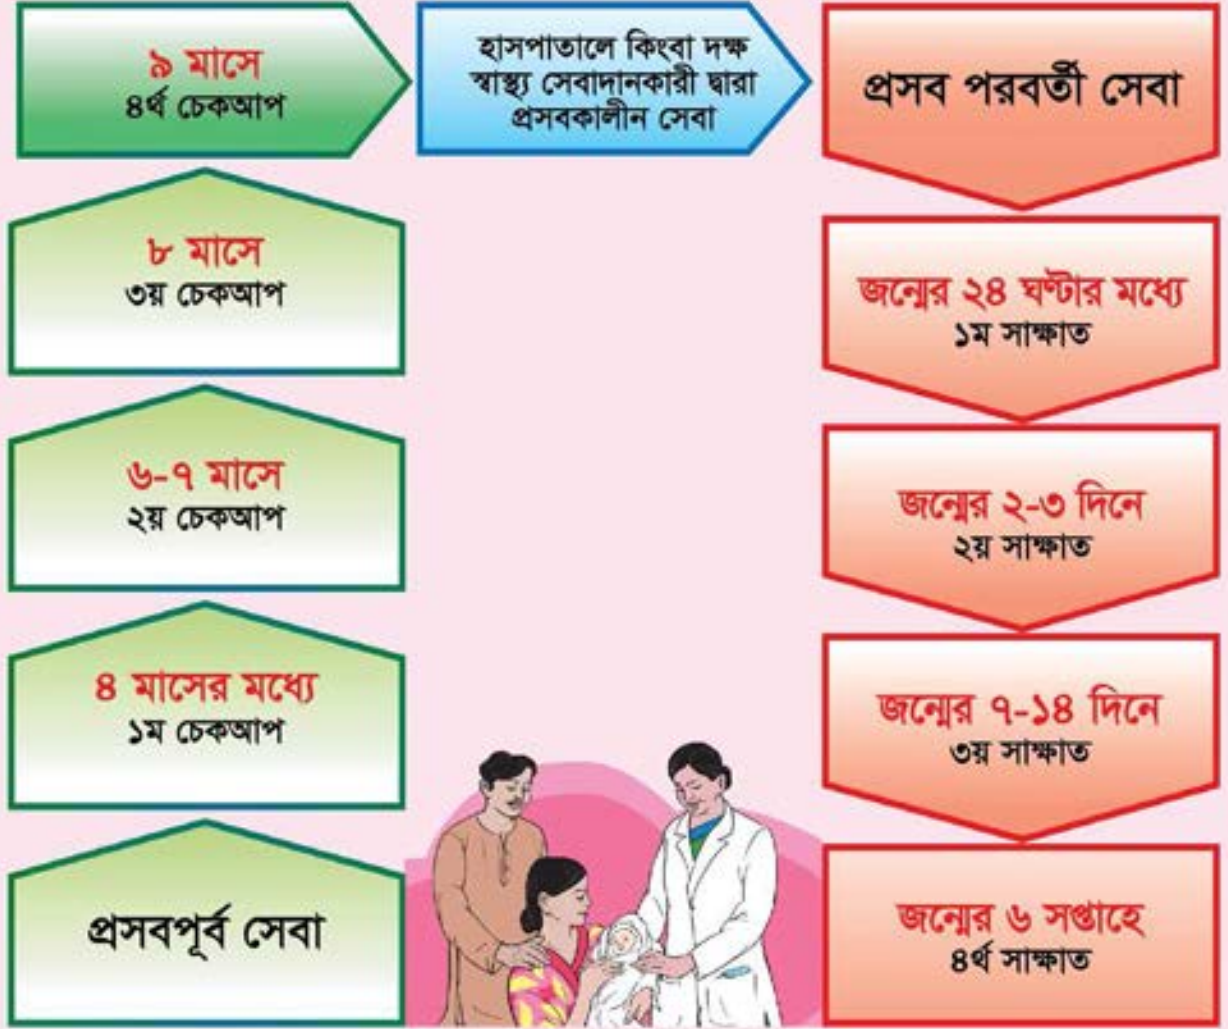 ৯ মাসে
৪র্থ চেকআপ
হাসপাতালে কিংবা দক্ষ
স্বাস্থ্য সেবাদানকারী দ্বারা
প্রসবকালীন সেবা
প্রসব পরবর্তী সেবা
৮ মাসে
৩য় চেকআপ
জন্মের ২৪ ঘণ্টার মধ্যে
১ম সাক্ষাত
৬-৭ মাসে
২য় চেকআপ
জন্মের ২-৩ দিনে
২য় সাক্ষাত
৪ মাসের মধ্যে
১ম চেকআপ
জন্মের ৭-১৪ দিনে
৩য় সাক্ষাত
প্রসবপূর্ব সেবা
জন্মের ৬ সপ্তাহে
৪র্থ সাক্ষাত